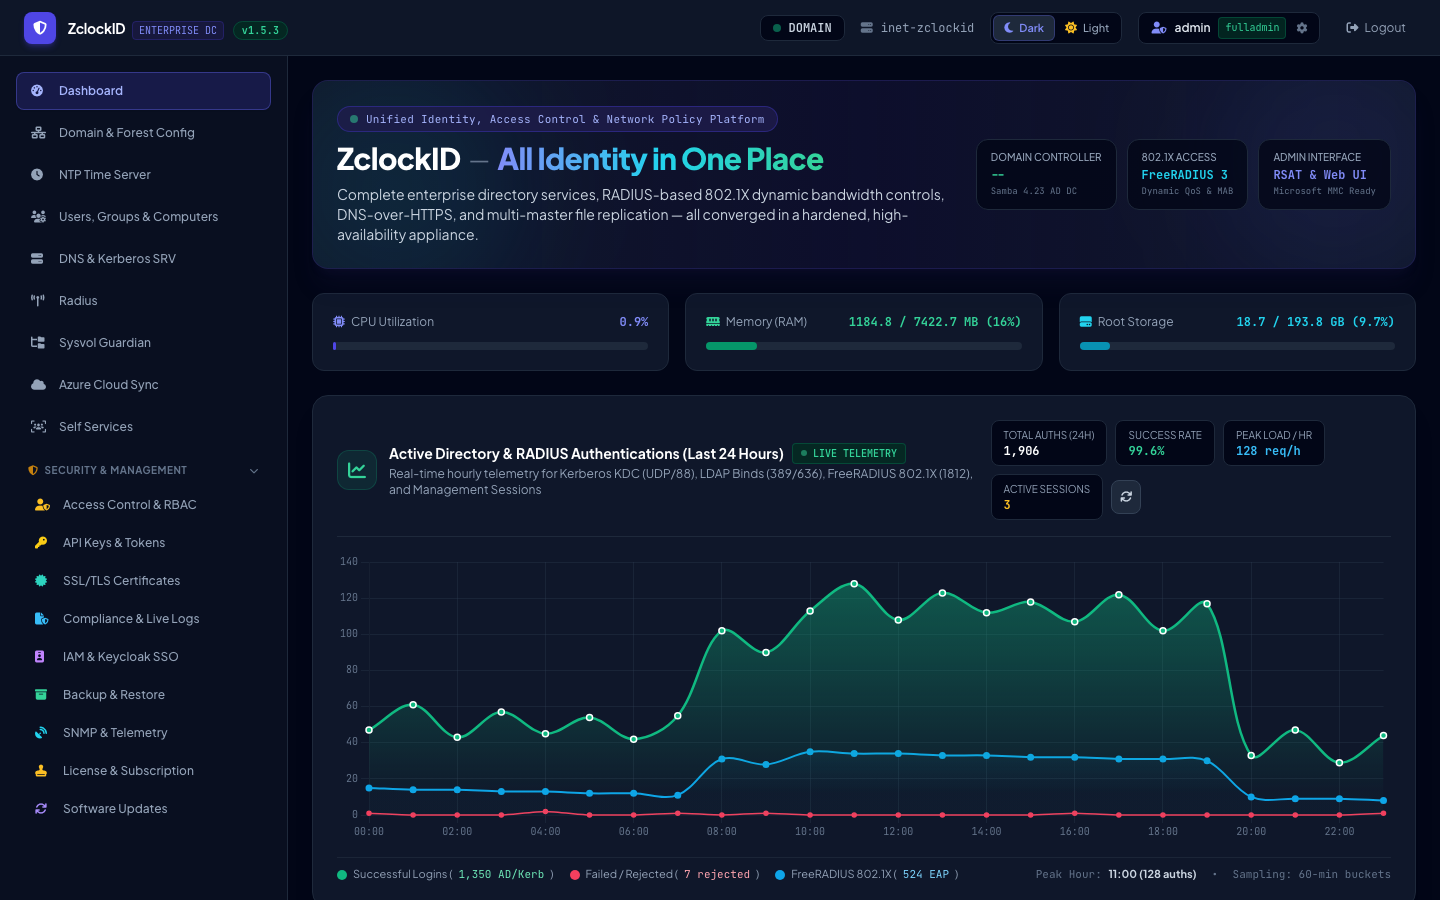 ZclockID ENTERPRISE DC v1.5.3
DOMAIN
inet-zclockid
Dark
Light
admin fulladmin
Logout
Dashboard
Domain & Forest Config
NTP Time Server
Users, Groups & Computers
DNS & Kerberos SRV
Radius
Sysvol Guardian
Azure Cloud Sync
Self Services
SECURITY & MANAGEMENT
Access Control & RBAC
API Keys & Tokens
SSL/TLS Certificates
Compliance & Live Logs
IAM & Keycloak SSO
Backup & Restore
SNMP & Telemetry
License & Subscription
Software Updates
Unified Identity, Access Control & Network Policy Platform
ZclockID — All Identity in One Place
Complete enterprise directory services, RADIUS-based 802.1X dynamic bandwidth controls,
DNS-over-HTTPS, and multi-master file replication — all converged in a hardened, high-
availability appliance.
DOMAIN CONTROLLER
--
Samba 4.23 AD DC
802.1X ACCESS
FreeRADIUS 3
Dynamic QoS & MAB
ADMIN INTERFACE
RSAT & Web UI
Microsoft MMC Ready
CPU Utilization 0.9%
Memory (RAM) 1184.8 / 7422.7 MB (16%)
Root Storage 18.7 / 193.8 GB (9.7%)
Active Directory & RADIUS Authentications (Last 24 Hours) LIVE TELEMETRY
Real-time hourly telemetry for Kerberos KDC (UDP/88), LDAP Binds (389/636), FreeRADIUS 802.1X (1812),
and Management Sessions
TOTAL AUTHS (24H)
1,906
SUCCESS RATE
99.6%
PEAK LOAD / HR
128 req/h
ACTIVE SESSIONS
3
140
120
100
80
60
40
20
0
00:00 02:00 04:00 06:00 08:00 10:00 12:00 14:00 16:00 18:00 20:00 22:00
Successful Logins ( 1,350 AD/Kerb ) Failed / Rejected ( 7 rejected ) FreeRADIUS 802.1X ( 524 EAP )
Peak Hour: 11:00 (128 auths) • Sampling: 60-min buckets